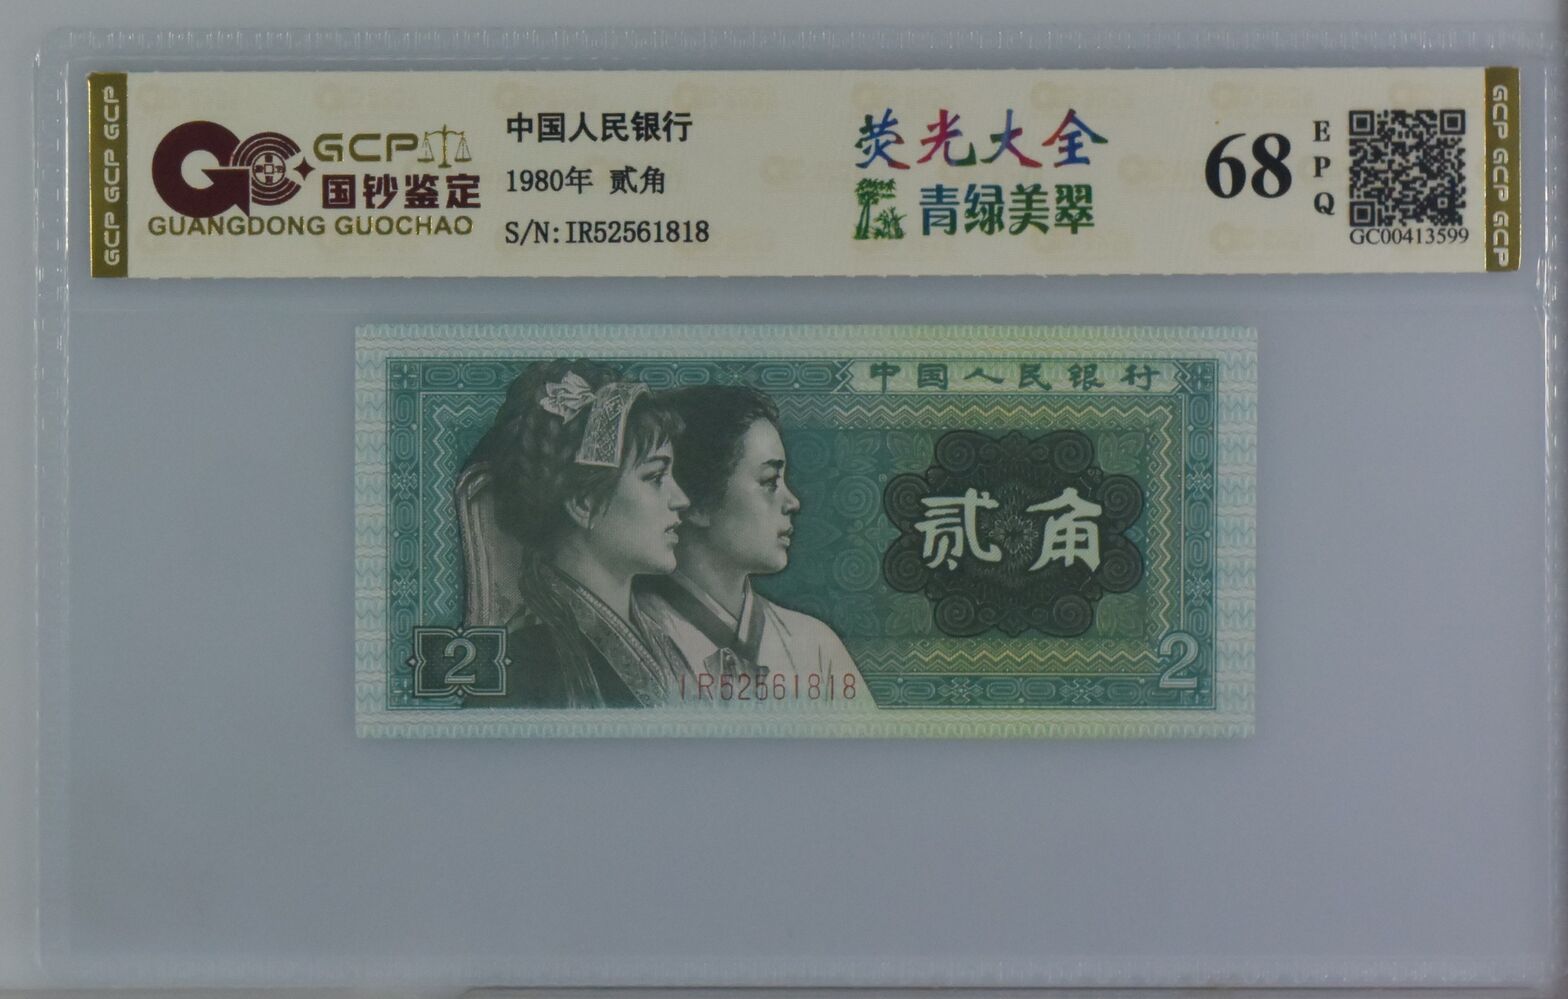 GCP GCP GCP
GCP
国钞鉴定
GUANGDONG GUOCHAO
中国人民银行
1980年 贰角
S/N:IR52561818
荧光大全
青绿美翠
68
EPQ
GC00413599
GCP GCP GCP
中国人民银行
贰角
2
2
IR52561818